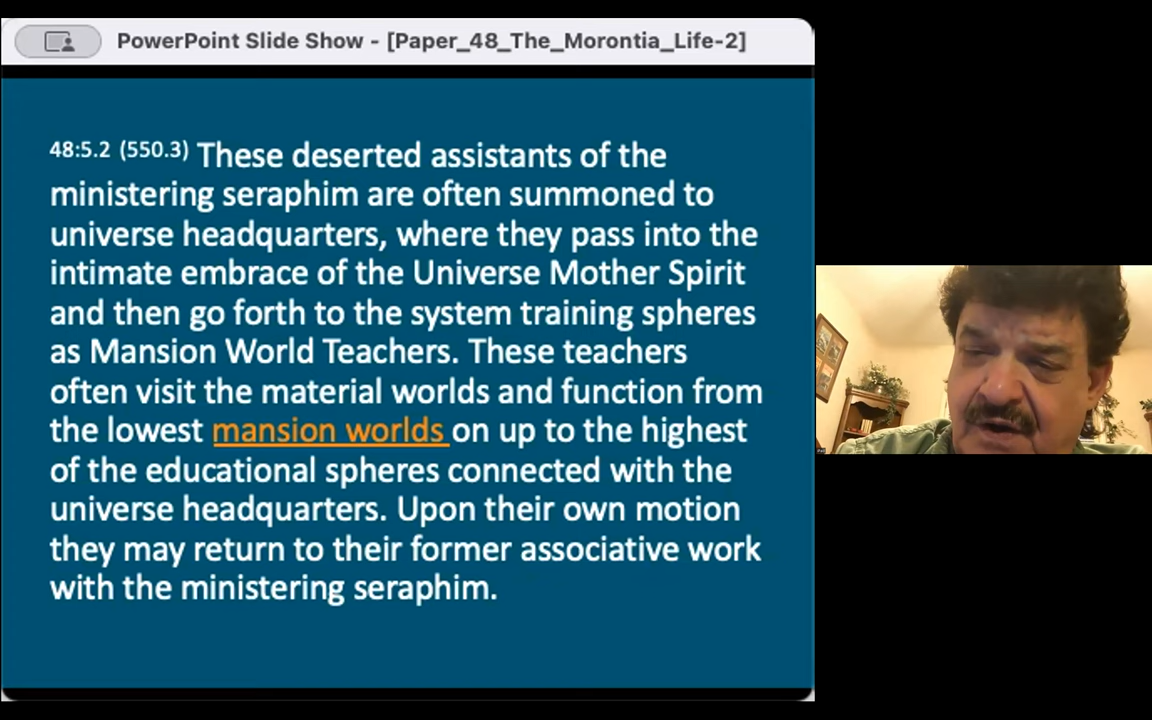 PowerPoint Slide Show - [Paper_48_The_Morontia_Life-2]
48:5.2 (550.3) These deserted assistants of the
ministering seraphim are often summoned to
universe headquarters, where they pass into the
intimate embrace of the Universe Mother Spirit
and then go forth to the system training spheres
as Mansion World Teachers. These teachers
often visit the material worlds and function from
the lowest mansion worlds on up to the highest
of the educational spheres connected with the
universe headquarters. Upon their own motion
they may return to their former associative work
with the ministering seraphim.